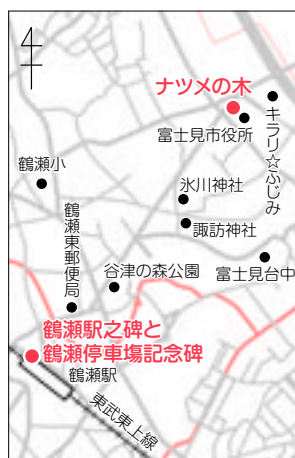 ナツメの木
キラリ☆ふじみ
富士見市役所
鶴瀬小
氷川神社
鶴瀬東郵便局
諏訪神社
谷津の森公園
富士見台中
鶴瀬駅之碑と
鶴瀬停車場記念碑
鶴瀬駅
東武東上線